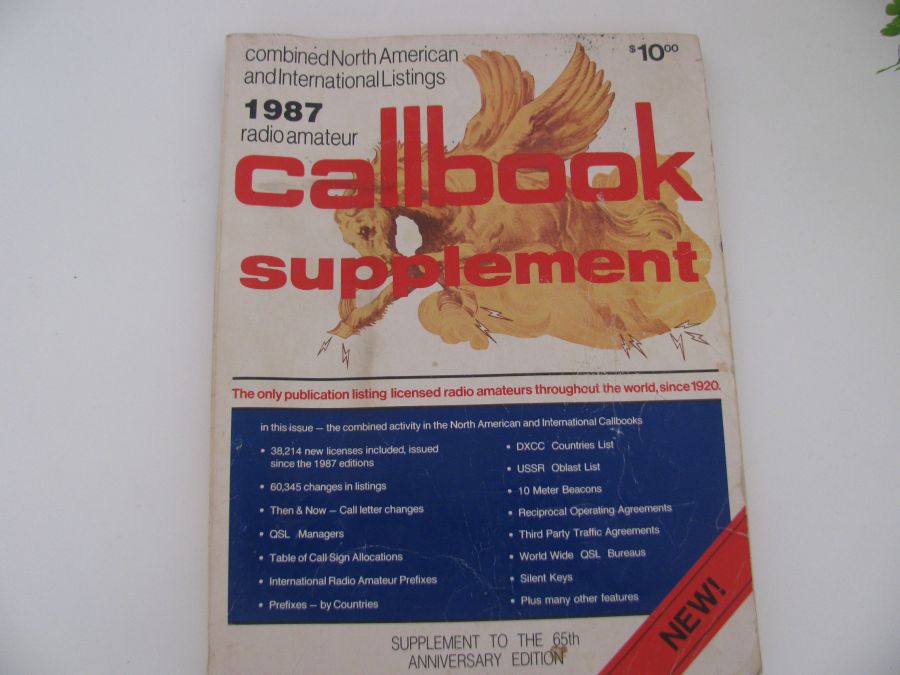 combined North American
and International Listings
$10.00
1987
radio amateur
callbook
supplement
The only publication listing licensed radio amateurs throughout the world, since 1920.
in this issue – the combined activity in the North American and International Callbooks
• 38,214 new licenses included, issued
since the 1987 editions
• 60,345 changes in listings
• Then & Now – Call letter changes
• QSL Managers
• Table of Call Sign Allocations
• International Radio Amateur Prefixes
• Prefixes – by Countries
• DXCC Countries List
• USSR Oblast List
• 10 Meter Beacons
• Reciprocal Operating Agreements
• Third Party Traffic Agreements
• World Wide QSL Bureaus
• Silent Keys
• Plus many other features
NEW!
SUPPLEMENT TO THE 65th
ANNIVERSARY EDITION